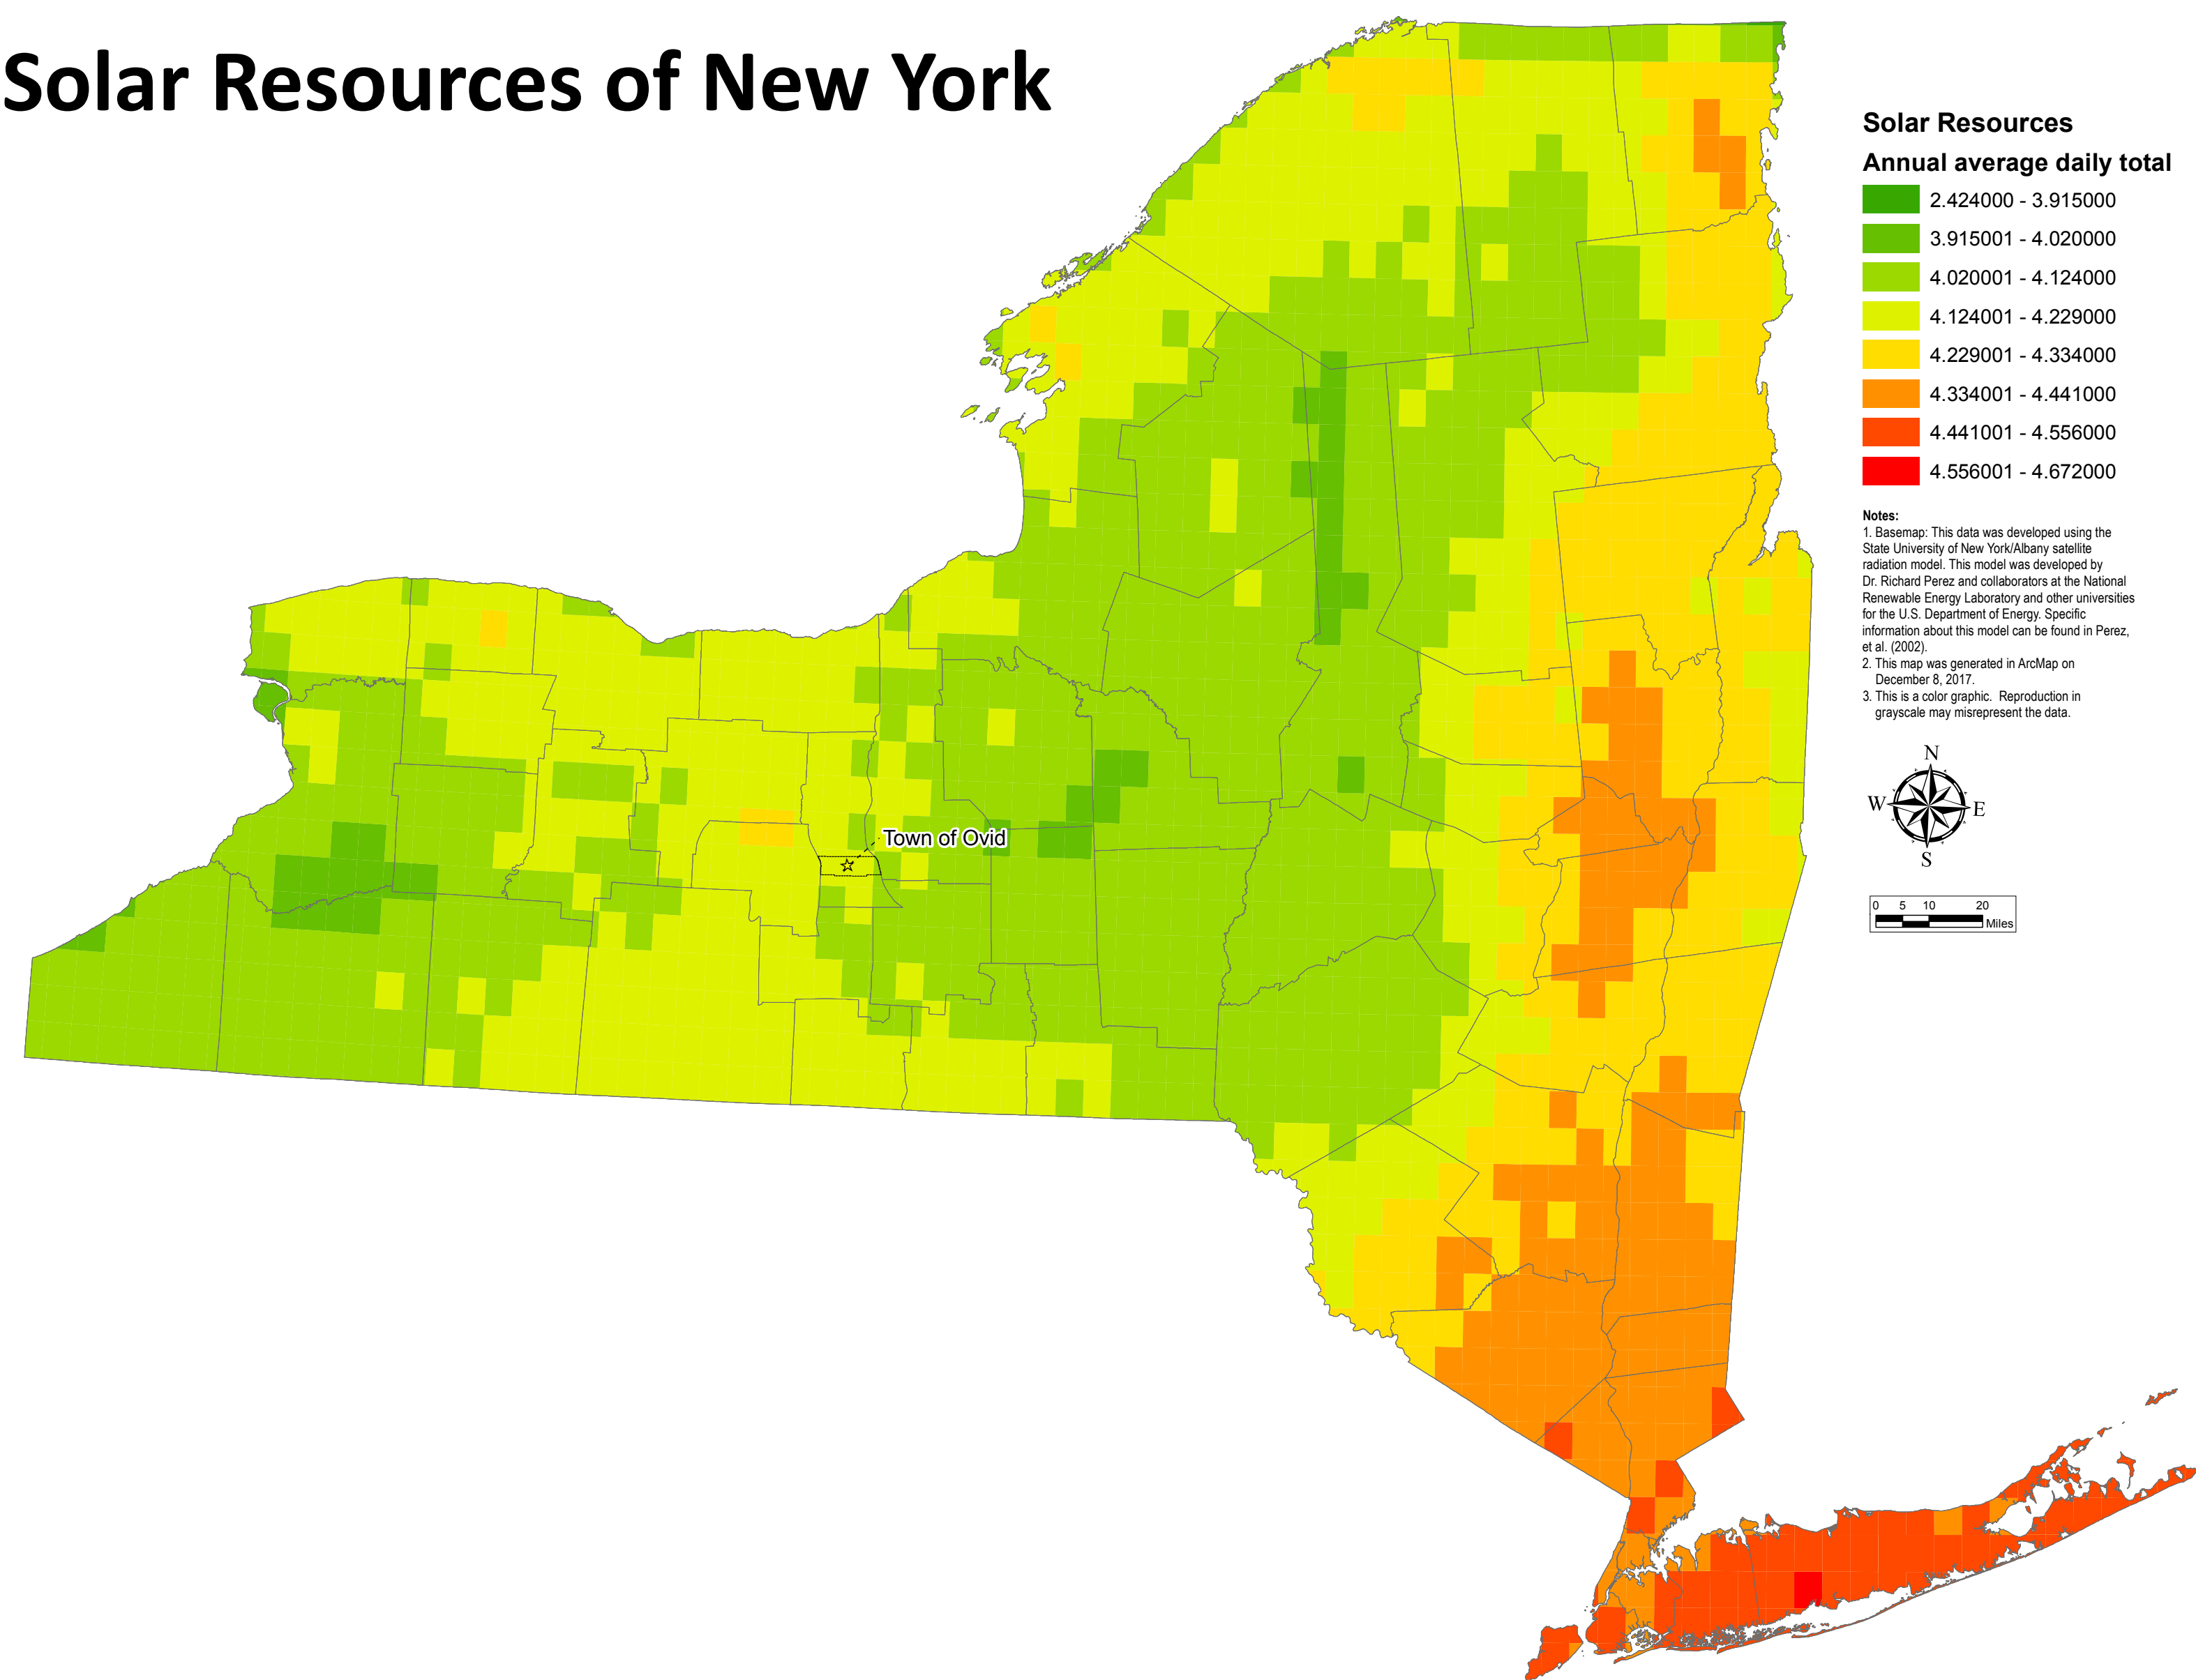 Solar Resources of New York
Solar Resources
Annual average daily total
2.424000 - 3.915000
3.915001 - 4.020000
4.020001 - 4.124000
4.124001 - 4.229000
4.229001 - 4.334000
4.334001 - 4.441000
4.441001 - 4.556000
4.556001 - 4.672000
Notes:
1. Basemap: This data was developed using the
State University of New York/Albany satellite
radiation model. This model was developed by
Dr. Richard Perez and collaborators at the National
Renewable Energy Laboratory and other universities
for the U.S. Department of Energy. Specific
information about this model can be found in Perez,
et al. (2002).
2. This map was generated in ArcMap on
December 8, 2017.
3. This is a color graphic. Reproduction in
grayscale may misrepresent the data.
N
W E
S
0 5 10 20
Miles
Town of Ovid